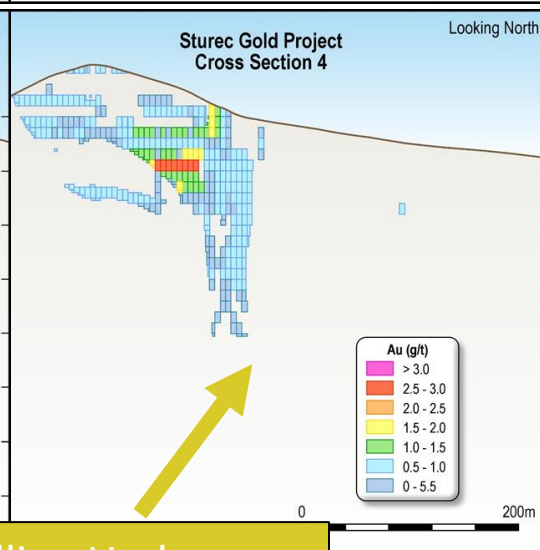 Looking North
Sturec Gold Project
Cross Section 4
Au (g/t)
> 3.0
2.5 - 3.0
2.0 - 2.5
1.5 - 2.0
1.0 - 1.5
0.5 - 1.0
0 - 5.5
0
200m